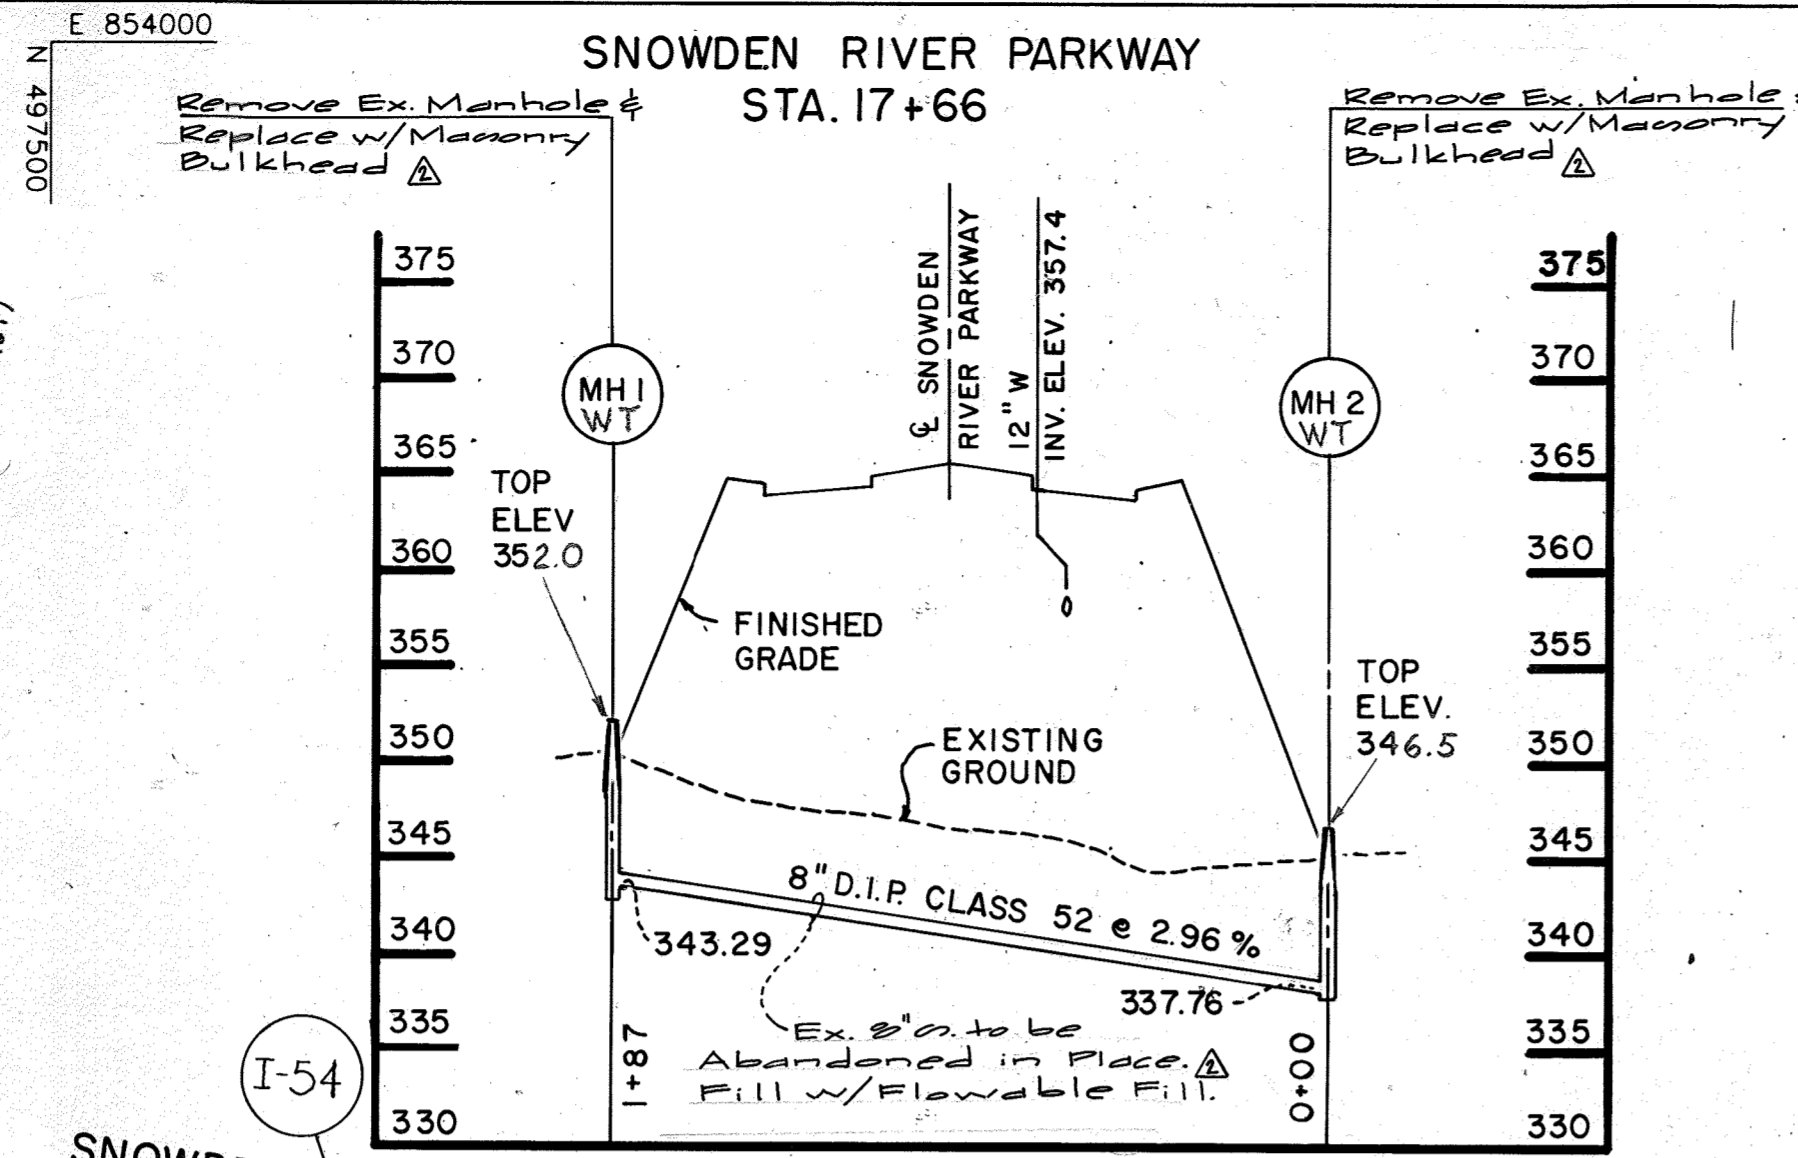 E 854000
N 497500
SNOWDEN RIVER PARKWAY
STA. 17+66
Remove Ex. Manhole &
Replace w/Masonry
Bulkhead 2
Remove Ex. Manhole
Replace w/Masonry
Bulkhead 2
375
370
365
360
355
350
345
340
335
330
MH 1
WT
TOP
ELEV
352.0
℄ SNOWDEN
RIVER PARKWAY
12" W
INV. ELEV. 357.4
MH 2
WT
FINISHED
GRADE
EXISTING
GROUND
TOP
ELEV.
346.5
8" D.I.P. CLASS 52 @ 2.96 %
343.29
337.76
Ex. 8" S. to be
Abandoned in Place. 2
Fill w/Flowable Fill.
1+87
0+00
375
370
365
360
355
350
345
340
335
330
I-54